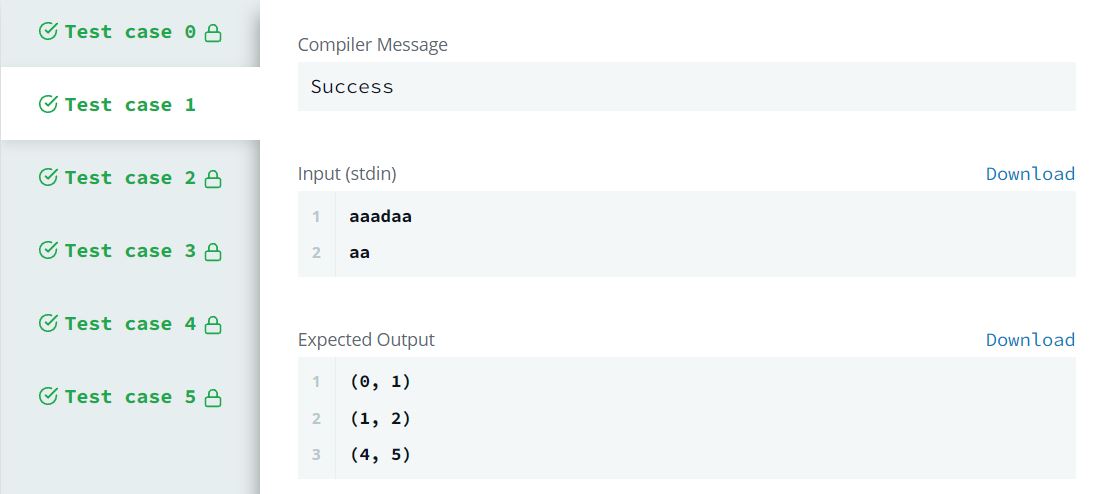 Test case 0
Test case 1
Test case 2
Test case 3
Test case 4
Test case 5
Compiler Message
Success
Input (stdin)
Download
1 aaadaa
2 aa
Expected Output
Download
1 (0, 1)
2 (1, 2)
3 (4, 5)